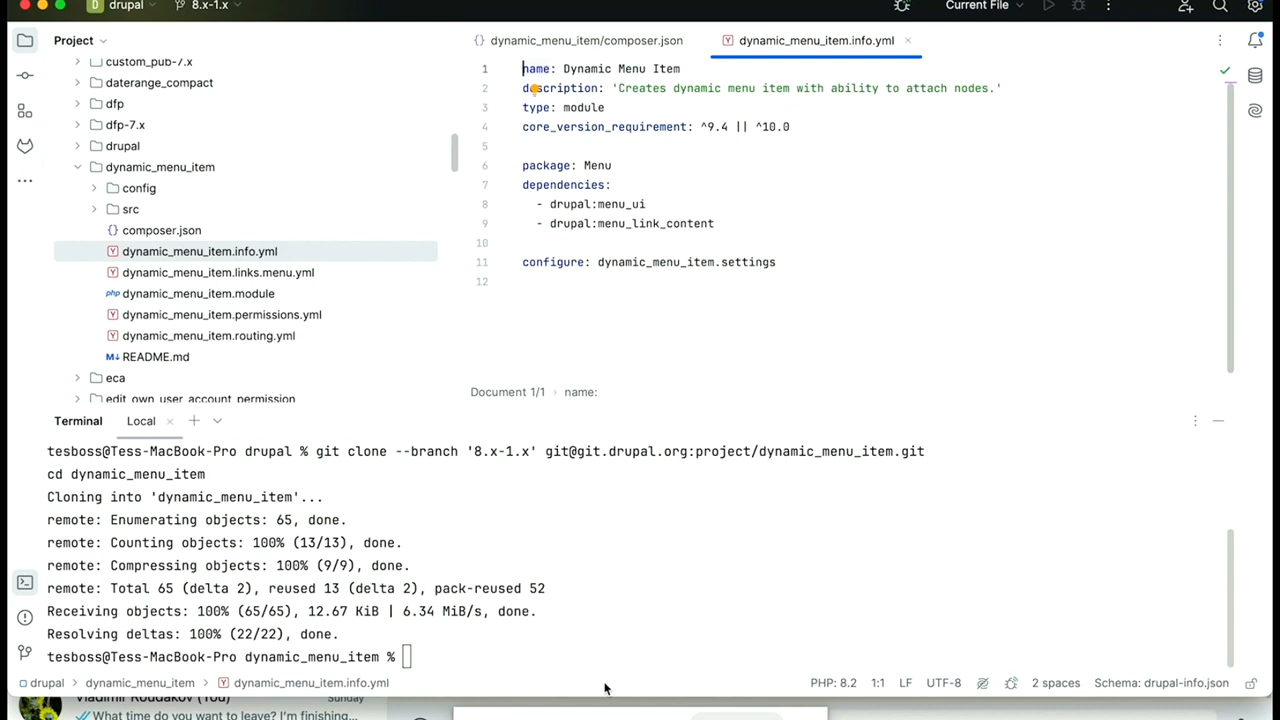 drupal
8.x-1.x
Current File
Project
dynamic_menu_item/composer.json
dynamic_menu_item.info.yml
custom_pub-7.x
daterange_compact
dfp
dfp-7.x
drupal
dynamic_menu_item
config
src
composer.json
dynamic_menu_item.info.yml
dynamic_menu_item.links.menu.yml
dynamic_menu_item.module
dynamic_menu_item.permissions.yml
dynamic_menu_item.routing.yml
README.md
eca
edit_own_user_account_permission
1 name: Dynamic Menu Item
2 description: 'Creates dynamic menu item with ability to attach nodes.'
3 type: module
4 core_version_requirement: ^9.4 || ^10.0
5
6 package: Menu
7 dependencies:
8 - drupal:menu_ui
9 - drupal:menu_link_content
10
11 configure: dynamic_menu_item.settings
12
Document 1/1 › name:
Terminal Local
tesboss@Tess-MacBook-Pro drupal % git clone --branch '8.x-1.x' git@git.drupal.org:project/dynamic_menu_item.git
cd dynamic_menu_item
Cloning into 'dynamic_menu_item'...
remote: Enumerating objects: 65, done.
remote: Counting objects: 100% (13/13), done.
remote: Compressing objects: 100% (9/9), done.
remote: Total 65 (delta 2), reused 13 (delta 2), pack-reused 52
Receiving objects: 100% (65/65), 12.67 KiB | 6.34 MiB/s, done.
Resolving deltas: 100% (22/22), done.
tesboss@Tess-MacBook-Pro dynamic_menu_item %
drupal › dynamic_menu_item › dynamic_menu_item.info.yml
PHP: 8.2 1:1 LF UTF-8 2 spaces Schema: drupal-info.json
Vladimir Roudakov (You) Sunday
What time do you want to leave? I'm finishing...